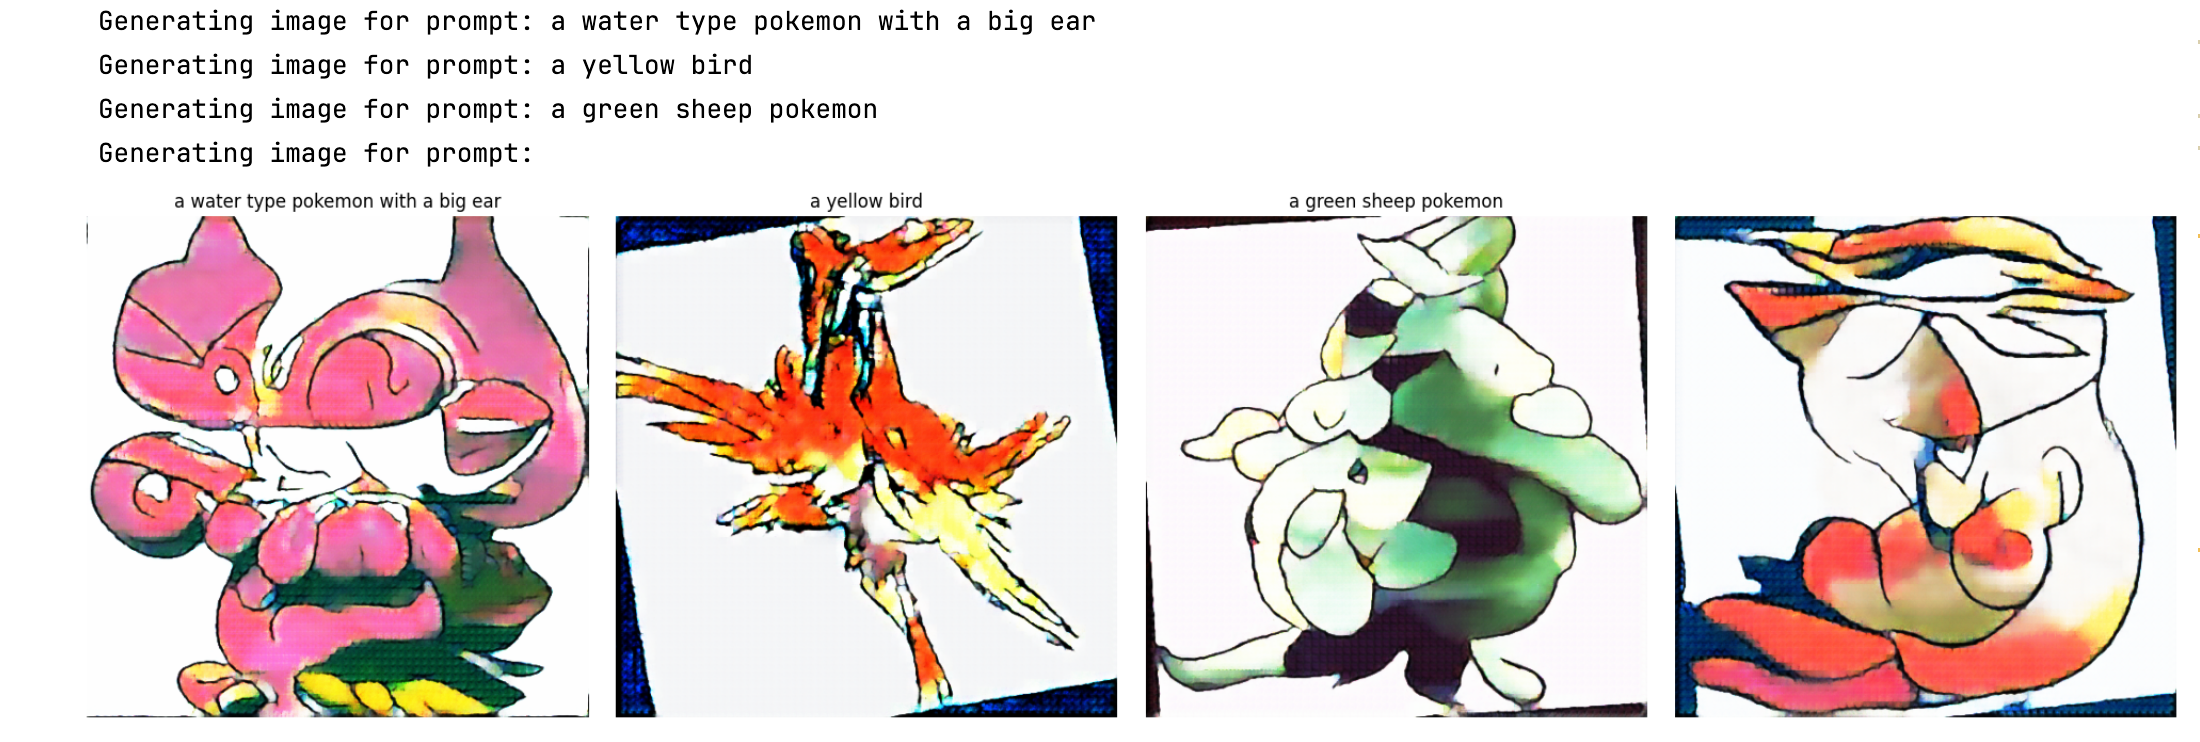 Generating image for prompt: a water type pokemon with a big ear
Generating image for prompt: a yellow bird
Generating image for prompt: a green sheep pokemon
Generating image for prompt:
a water type pokemon with a big ear
a yellow bird
a green sheep pokemon